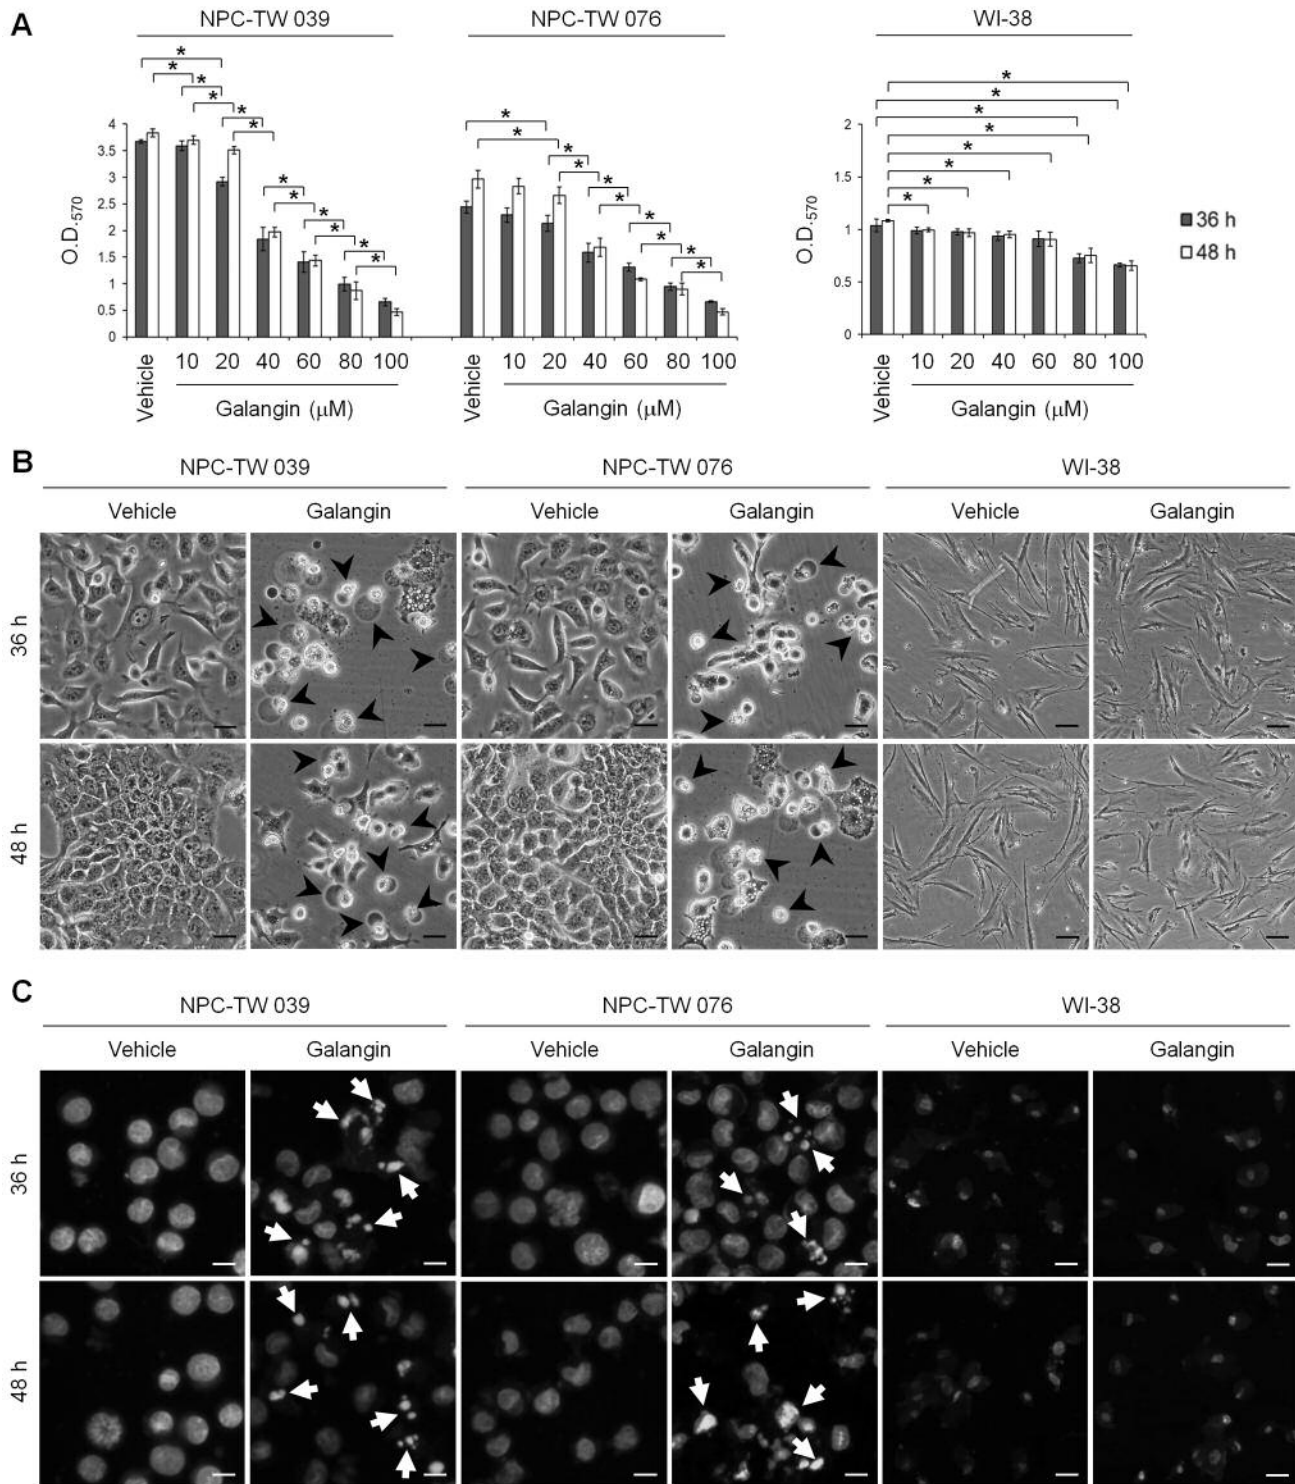 A
NPC-TW 039
NPC-TW 076
WI-38
* * * * * * * * * * * *
* * * * * * * * * *
* * * * * * * *
O.D.570
4
3.5
3
2.5
2
1.5
1
0.5
0
O.D.570
2
1.5
1
0.5
0
36 h
48 h
Vehicle 10 20 40 60 80 100
Vehicle 10 20 40 60 80 100
Vehicle 10 20 40 60 80 100
Galangin (μM)
Galangin (μM)
Galangin (μM)
B
NPC-TW 039
NPC-TW 076
WI-38
Vehicle Galangin Vehicle Galangin Vehicle Galangin
36 h
48 h
C
NPC-TW 039
NPC-TW 076
WI-38
Vehicle Galangin Vehicle Galangin Vehicle Galangin
36 h
48 h